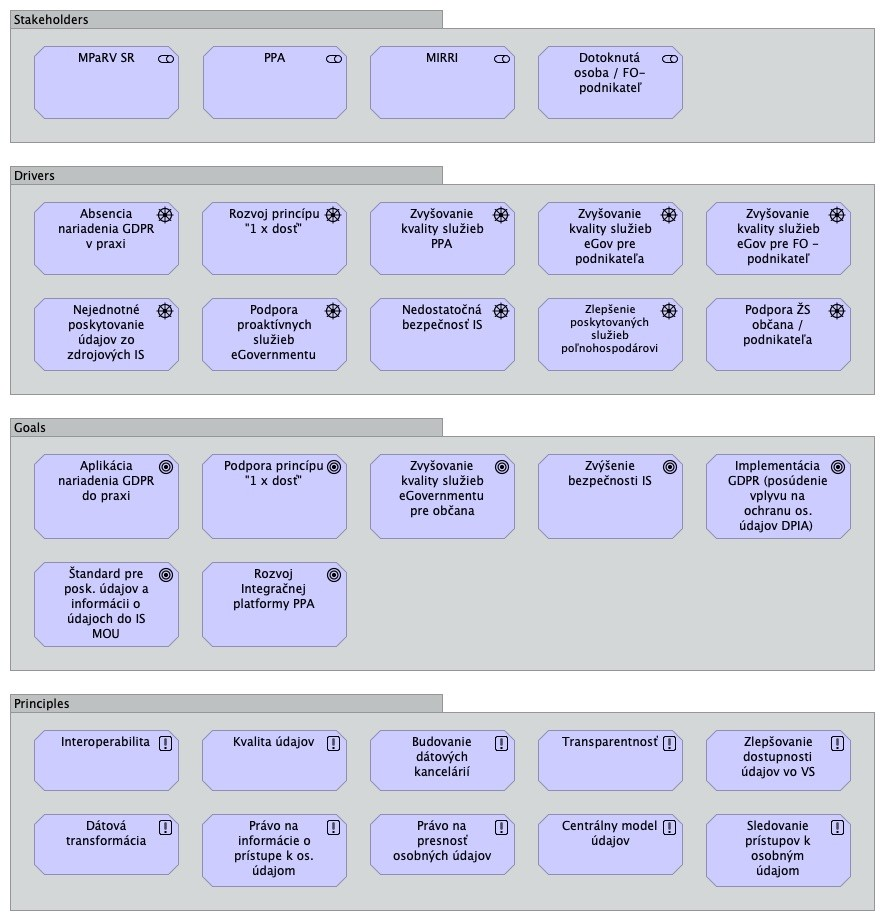 Stakeholders
MPaRV SR
PPA
MIRRI
Dotoknutá
osoba / FO-
podnikateľ
Drivers
Absencia
nariadenia GDPR
v praxi
Rozvoj princípu
"1 x dosť"
Zvyšovanie
kvality služieb
PPA
Zvyšovanie
kvality služieb
eGov pre
podnikateľa
Zvyšovanie
kvality služieb
eGov pre FO -
podnikateľ
Nejednotné
poskytovanie
údajov zo
zdrojových IS
Podpora
proaktívnych
služieb
eGovernmentu
Nedostatočná
bezpečnosť IS
Zlepšenie
poskytovaných
služieb
poľnohospodárovi
Podpora ŽS
občana /
podnikateľa
Goals
Aplikácia
nariadenia GDPR
do praxi
Podpora princípu
"1 x dosť"
Zvyšovanie
kvality služieb
eGovernmentu
pre občana
Zvýšenie
bezpečnosti IS
Implementácia
GDPR (posúdenie
vplyvu na
ochranu os.
údajov DPIA)
Štandard pre
posk. údajov a
informácii o
údajoch do IS
MOU
Rozvoj
Integračnej
platformy PPA
Principles
Interoperabilita
Kvalita údajov
Budovanie
dátových
kancelárií
Transparentnosť
Zlepšovanie
dostupnosti
údajov vo VS
Dátová
transformácia
Právo na
informácie o
prístupe k os.
údajom
Právo na
presnosť
osobných údajov
Centrálny model
údajov
Sledovanie
prístupov k
osobným
údajom